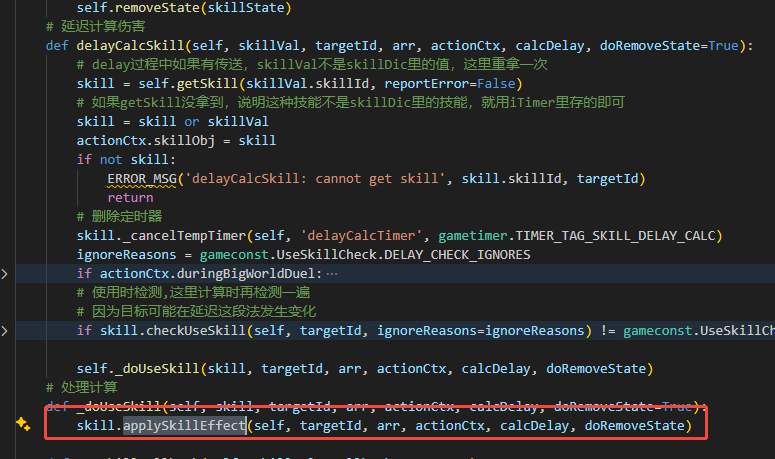 self.removeState(skillState)
# 延迟计算伤害
def delayCalcSkill(self, skillVal, targetId, arr, actionCtx, calcDelay, doRemoveState=True):
# delay过程中如果有传送, skillVal不是skillDic里的值, 这里重拿一次
skill = self.getSkill(skillVal.skillId, reportError=False)
# 如果getSkill没拿到, 说明这种技能不是skillDic里的技能, 就用iTimer里存的即可
skill = skill or skillVal
actionCtx.skillObj = skill
if not skill:
ERROR_MSG('delayCalcSkill: cannot get skill', skill.skillId, targetId)
return
# 删除定时器
skill._cancelTempTimer(self, 'delayCalcTimer', gametimer.TIMER_TAG_SKILL_DELAY_CALC)
ignoreReasons = gameconst.UseSkillCheck.DELAY_CHECK_IGNORES
if actionCtx.duringBigWorldDuel:…
# 使用时检测,这里计算时再检测一遍
# 因为目标可能在延迟这段法发生变化
if skill.checkUseSkill(self, targetId, ignoreReasons=ignoreReasons) != gameconst.UseSkillCh
self._doUseSkill(skill, targetId, arr, actionCtx, calcDelay, doRemoveState)
# 处理计算
def _doUseSkill(self, skill, targetId, arr, actionCtx, calcDelay, doRemoveState=True):
skill.applySkillEffect(self, targetId, arr, actionCtx, calcDelay, doRemoveState)